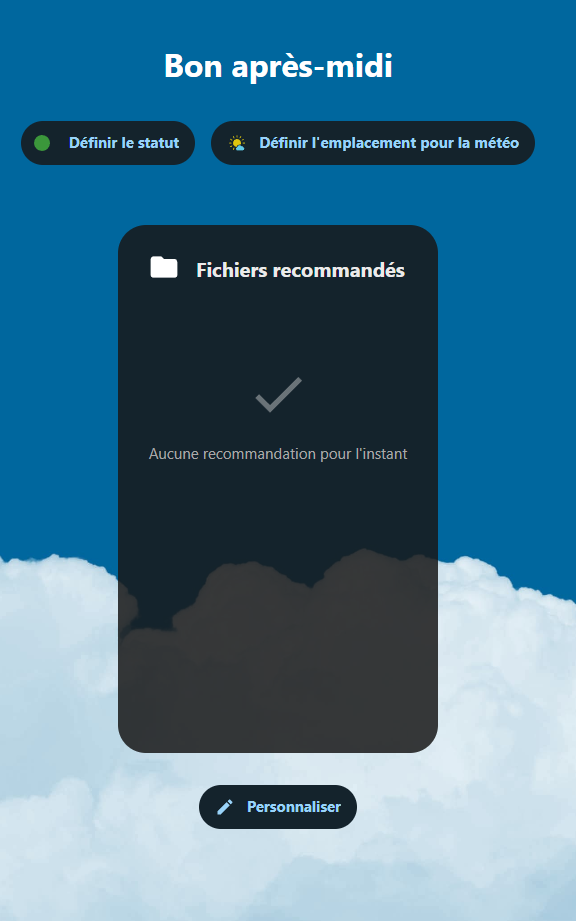 Bon après-midi
Définir le statut
Définir l'emplacement pour la météo
Fichiers recommandés
Aucune recommandation pour l'instant
Personnaliser